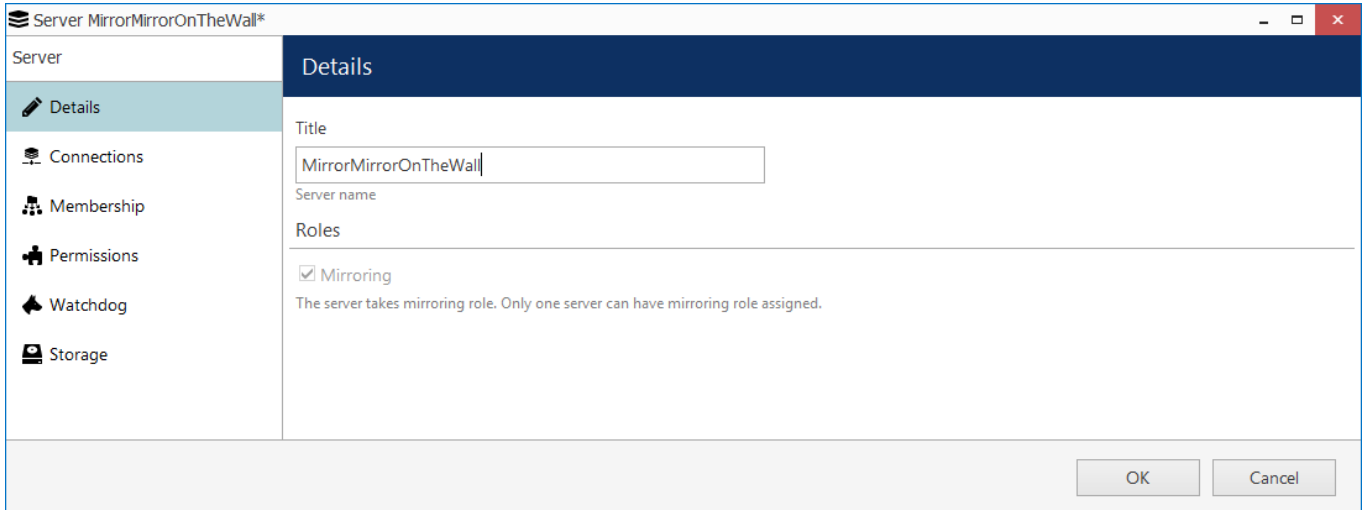 Server MirrorMirrorOnTheWall*
Server
Details
Connections
Membership
Permissions
Watchdog
Storage
Details
Title
MirrorMirrorOnTheWall
Server name
Roles
Mirroring
The server takes mirroring role. Only one server can have mirroring role assigned.
OK
Cancel